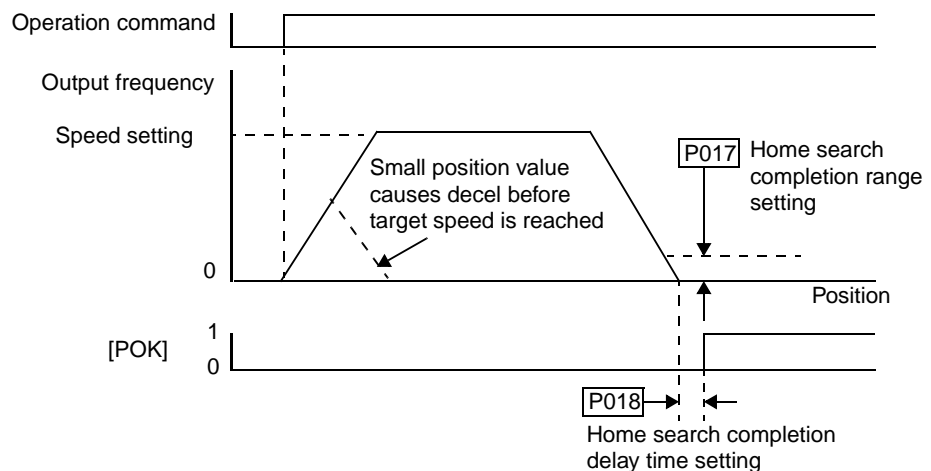 Operation command
Output frequency
Speed setting
Small position value
causes decel before
target speed is reached
P017
Home search
completion range
setting
0
Position
[POK]
1
0
P018
Home search completion
delay time setting